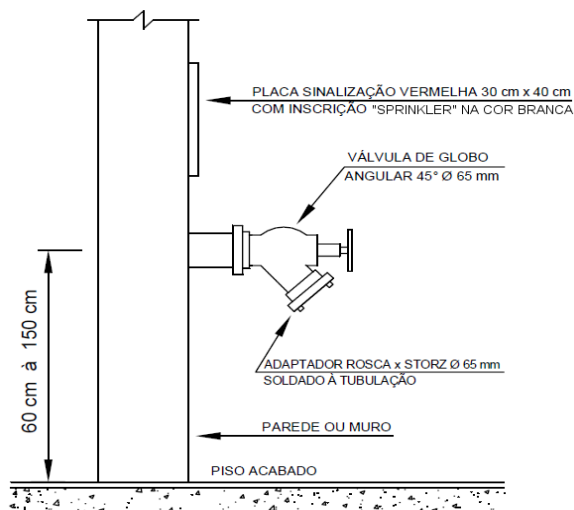 PLACA SINALIZAÇÃO VERMELHA 30 cm x 40 cm
COM INSCRIÇÃO "SPRINKLER" NA COR BRANCA
VÁLVULA DE GLOBO
ANGULAR 45° Ø 65 mm
60 cm à 150 cm
ADAPTADOR ROSCA x STORZ Ø 65 mm
SOLDADO À TUBULAÇÃO
PAREDE OU MURO
PISO ACABADO